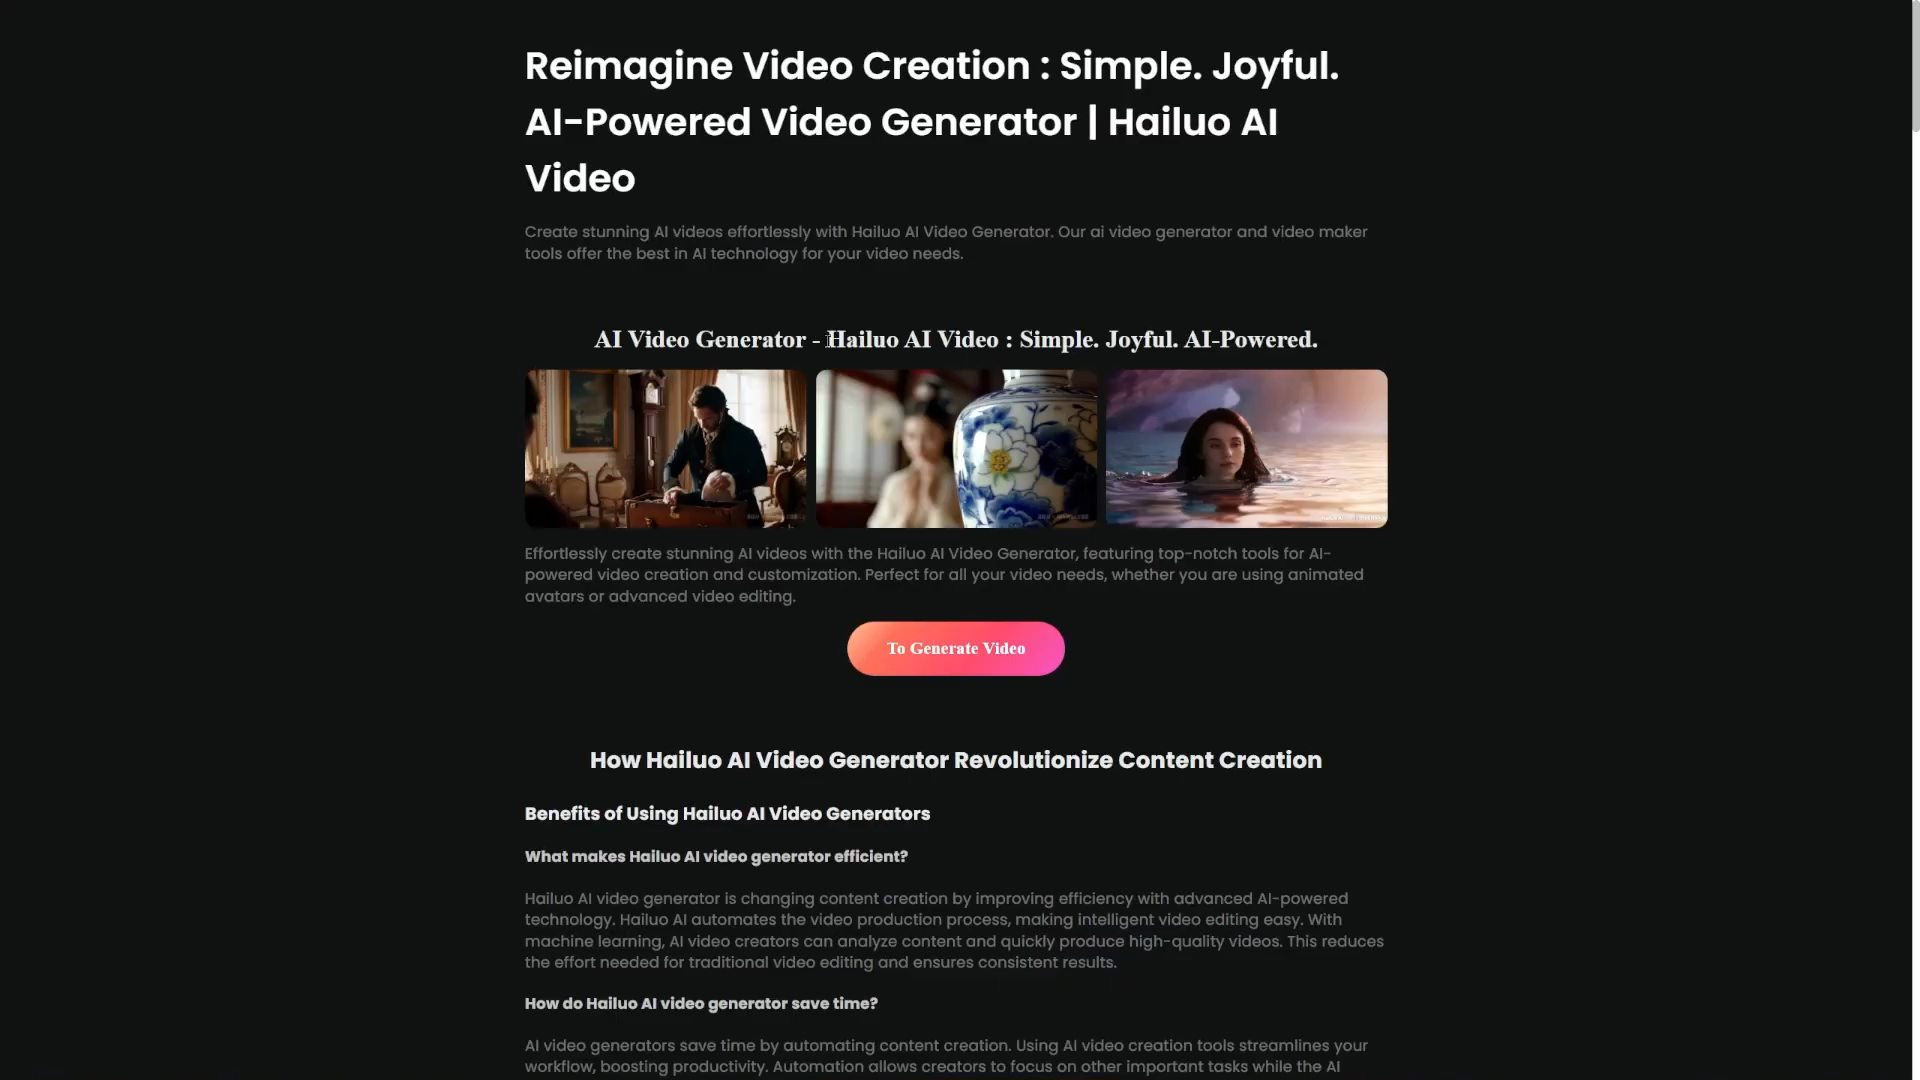 Reimagine Video Creation : Simple. Joyful.
AI-Powered Video Generator | Hailuo AI
Video
Create stunning AI videos effortlessly with Hailuo AI Video Generator. Our ai video generator and video maker
tools offer the best in AI technology for your video needs.
AI Video Generator - Hailuo AI Video : Simple. Joyful. AI-Powered.
Effortlessly create stunning AI videos with the Hailuo AI Video Generator, featuring top-notch tools for AI-
powered video creation and customization. Perfect for all your video needs, whether you are using animated
avatars or advanced video editing.
To Generate Video
How Hailuo AI Video Generator Revolutionize Content Creation
Benefits of Using Hailuo AI Video Generators
What makes Hailuo AI video generator efficient?
Hailuo AI video generator is changing content creation by improving efficiency with advanced AI-powered
technology. Hailuo AI automates the video production process, making intelligent video editing easy. With
machine learning, AI video creators can analyze content and quickly produce high-quality videos. This reduces
the effort needed for traditional video editing and ensures consistent results.
How do Hailuo AI video generator save time?
AI video generators save time by automating content creation. Using AI video creation tools streamlines your
workflow, boosting productivity. Automation allows creators to focus on other important tasks while the AI